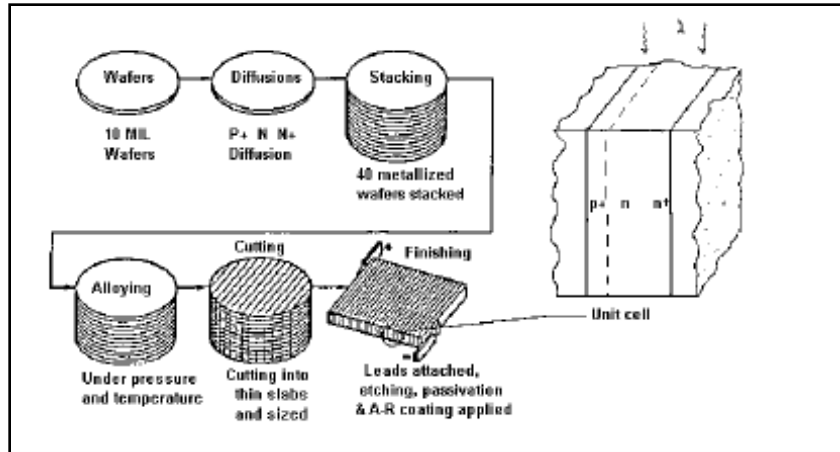 Wafers
10 MIL
Wafers
Diffusions
P+ N N+
Diffusion
Stacking
40 metallized
wafers stacked
Alloying
Under pressure
and temperature
Cutting
Cutting into
thin slabs
and sized
Finishing
+
-
Leads attached,
etching, passivation
& A-R coating applied
p+ n n+
Unit cell